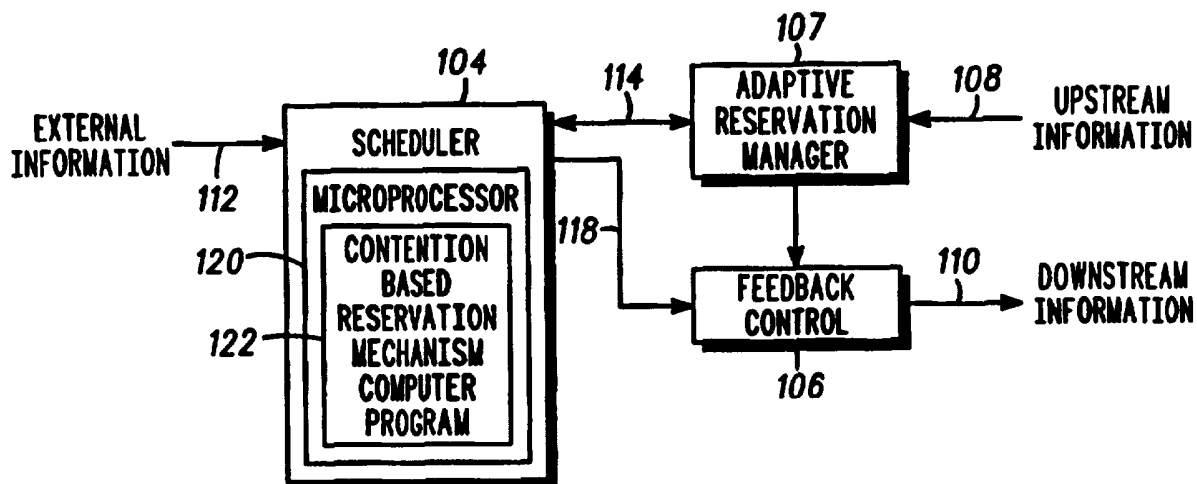 104
EXTERNAL
INFORMATION
112
SCHEDULER
MICROPROCESSOR
120
CONTENTION
BASED
RESERVATION
MECHANISM
COMPUTER
PROGRAM
122
114
118
107
ADAPTIVE
RESERVATION
MANAGER
108
UPSTREAM
INFORMATION
FEEDBACK
CONTROL
106
110
DOWNSTREAM
INFORMATION